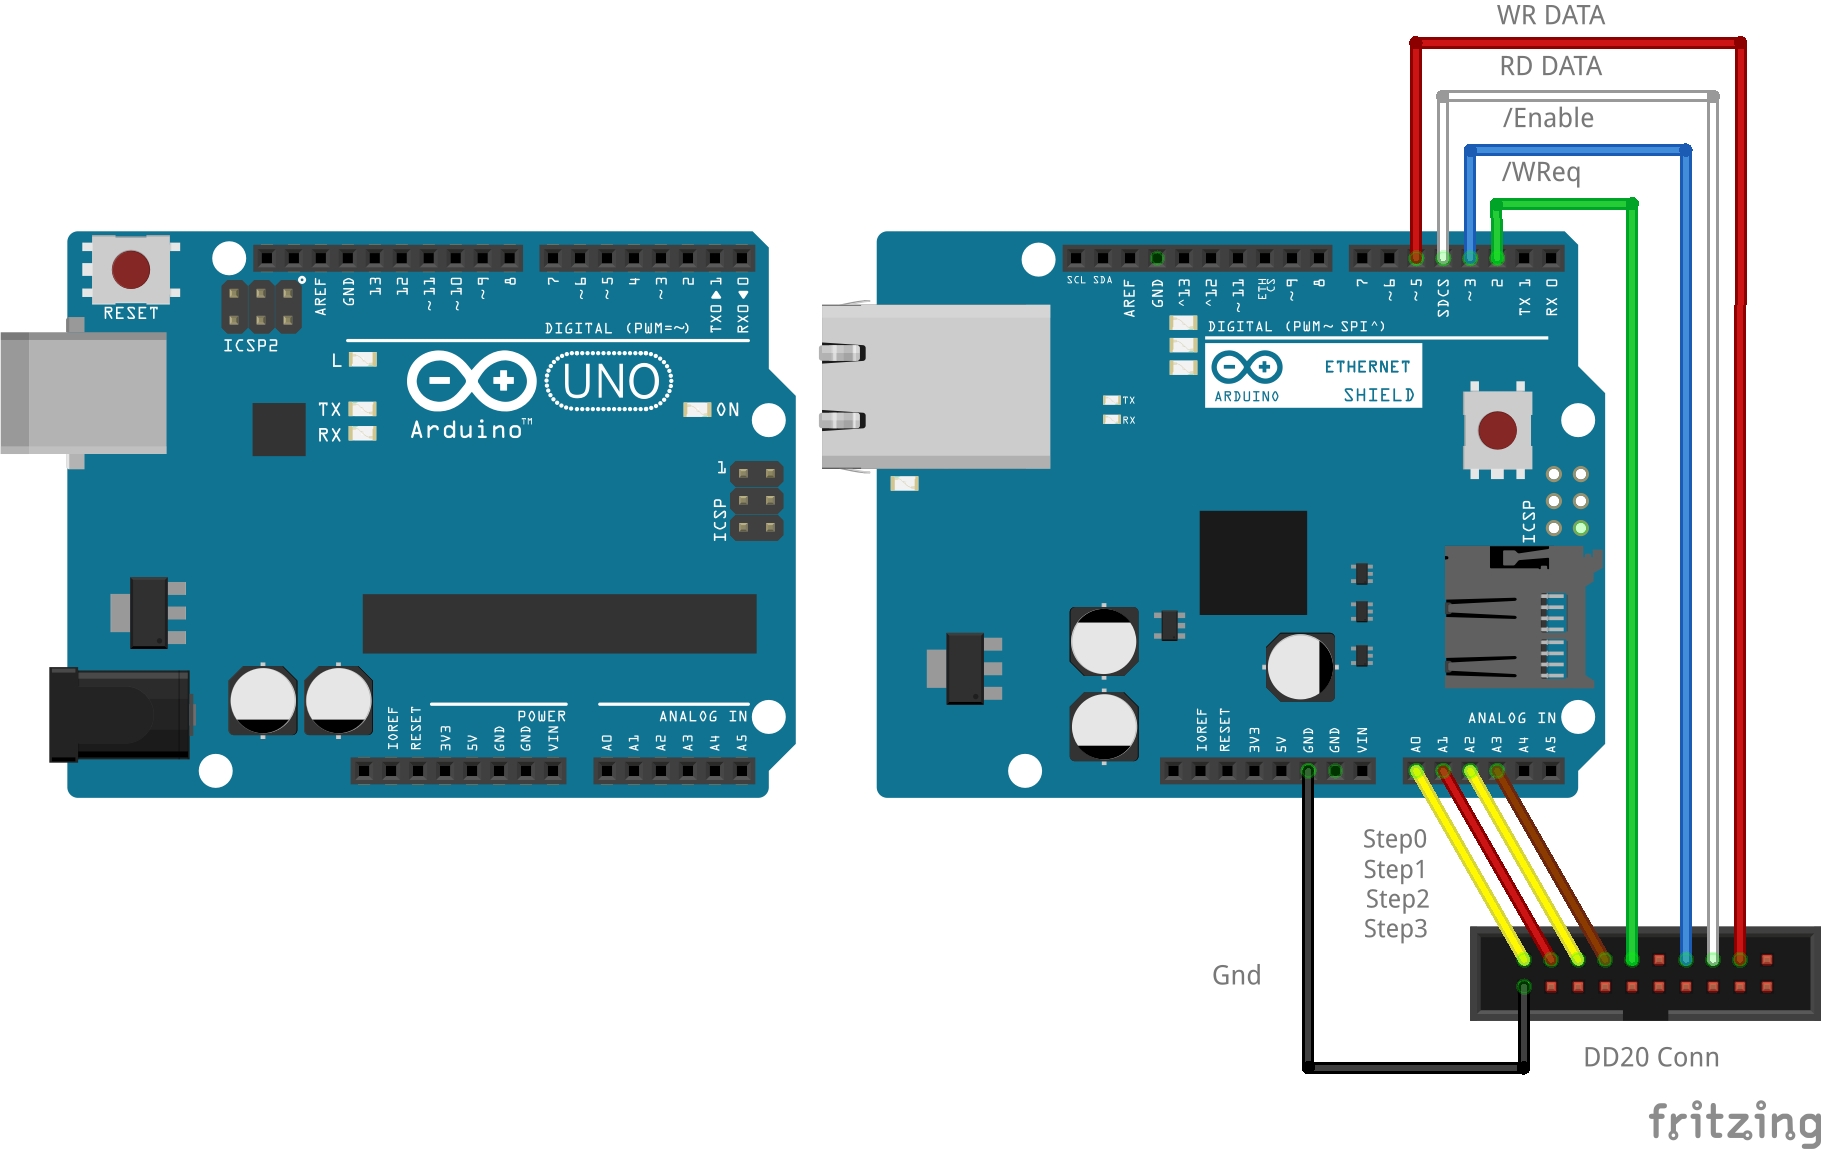 WR DATA
RD DATA
/Enable
/WReq
RESET
ICSP2
AREF
GND
13
12
~11
~10
~9
8
7
~6
~5
4
~3
2
TX0▶1
RX0◀0
DIGITAL (PWM=~)
L
TX
RX
UNO
Arduino™
ON
1
ICSP
IOREF
RESET
3V3
5V
GND
GND
VIN
POWER
ANALOG IN
A0
A1
A2
A3
A4
A5
SCL SDA
AREF
GND
^13
^12
~11
ETH CS
~9
8
7
~6
~5
SDCS
~3
2
TX 1
RX 0
DIGITAL (PWM~ SPI^)
ARDUINO
ETHERNET
SHIELD
TX
RX
ICSP
IOREF
RESET
3V3
5V
GND
GND
VIN
ANALOG IN
A0
A1
A2
A3
A4
A5
Step0
Step1
Step2
Step3
Gnd
DD20 Conn
fritzing